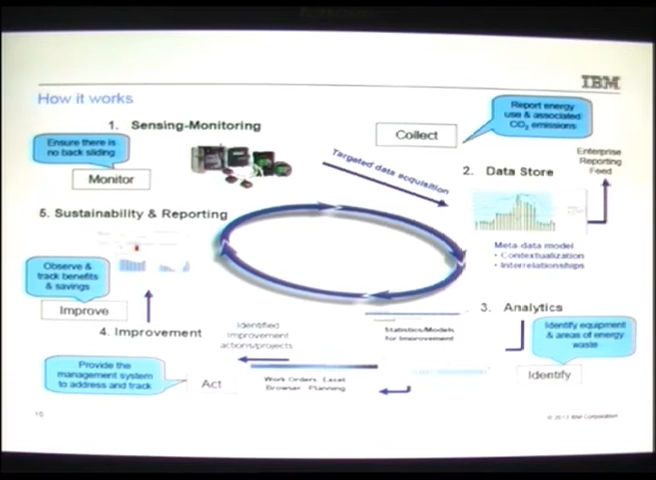 IBM
How it works
1. Sensing-Monitoring
Ensure there is
no back sliding
Monitor
Collect
Report energy
use & associated
CO2 emissions
Targeted data acquisition
2. Data Store
Enterprise
Reporting
Feed
Meta data model
• Contextualization
• Interrelationships
5. Sustainability & Reporting
Observe &
track benefits
& savings
Improve
4. Improvement
Identified
Improvement
actions/projects
Statistics/Models
for Improvement
3. Analytics
Identify equipment
& areas of energy
waste
Identify
Provide the
management system
to address and track
Act
Work Orders
Browser Planning
10
© 2013 IBM Corporation